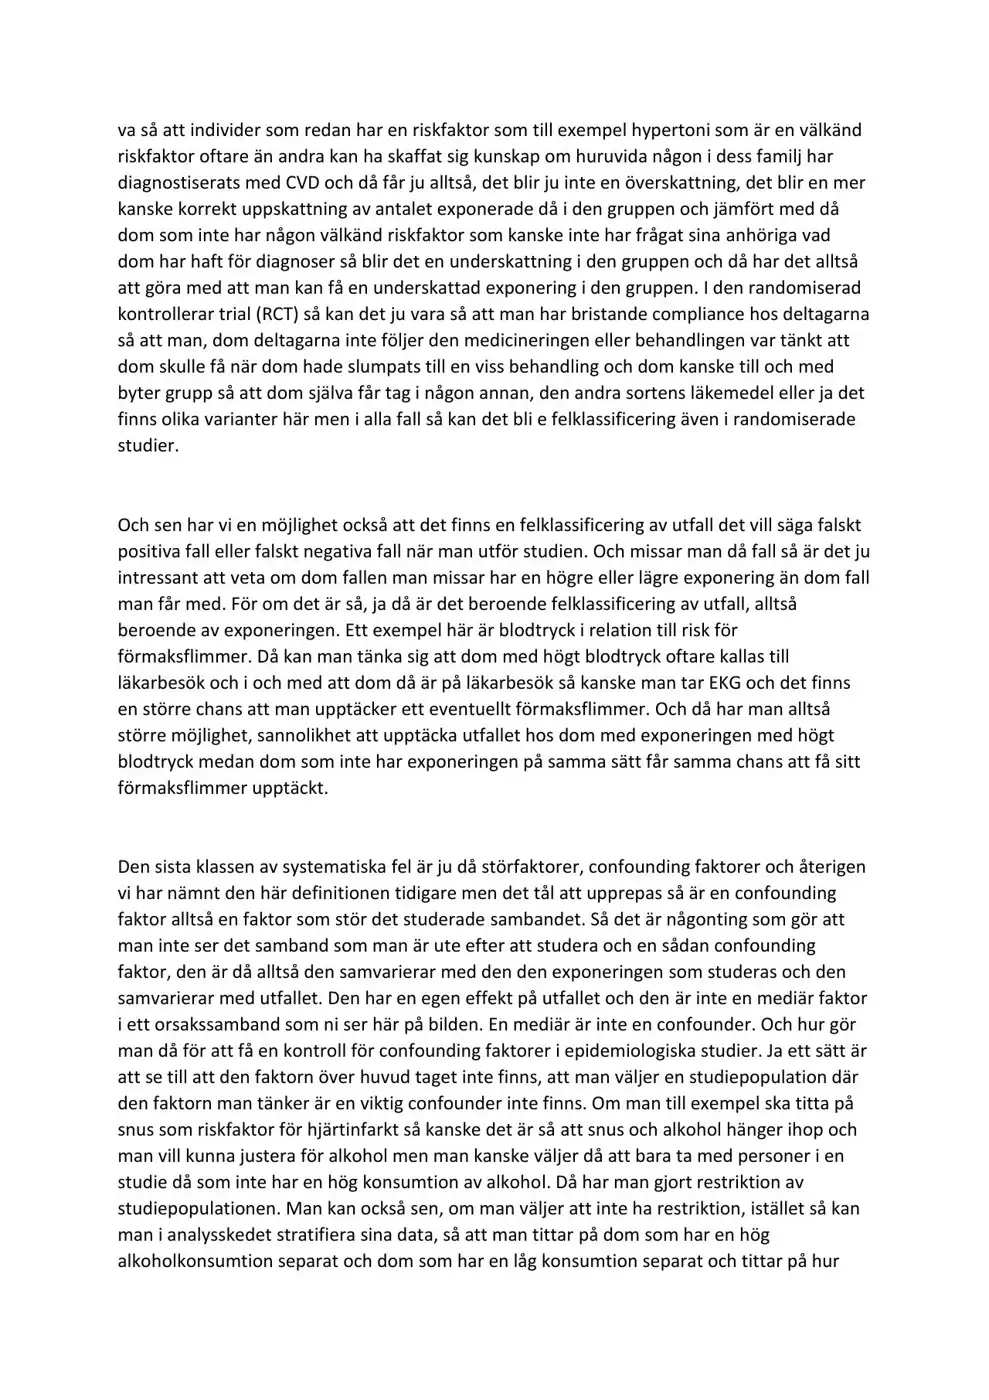 va så att individer som redan har en riskfaktor som till exempel hypertoni som är en välkänd
riskfaktor oftare än andra kan ha skaffat sig kunskap om huruvida någon i dess familj har
diagnostiserats med CVD och då får ju alltså, det blir ju inte en överskattning, det blir en mer
kanske korrekt uppskattning av antalet exponerade då i den gruppen och jämfört med då
dom som inte har någon välkänd riskfaktor som kanske inte har frågat sina anhöriga vad
dom har haft för diagnoser så blir det en underskattning i den gruppen och då har det alltså
att göra med att man kan få en underskattad exponering i den gruppen. I den randomiserad
kontrollerar trial (RCT) så kan det ju vara så att man har bristande compliance hos deltagarna
så att man, dom deltagarna inte följer den medicineringen eller behandlingen var tänkt att
dom skulle få när dom hade slumpats till en viss behandling och dom kanske till och med
byter grupp så att dom själva får tag i någon annan, den andra sortens läkemedel eller ja det
finns olika varianter här men i alla fall så kan det bli e felklassificering även i randomiserade
studier.
Och sen har vi en möjlighet också att det finns en felklassificering av utfall det vill säga falskt
positiva fall eller falskt negativa fall när man utför studien. Och missar man då fall så är det ju
intressant att veta om dom fallen man missar har en högre eller lägre exponering än dom fall
man får med. För om det är så, ja då är det beroende felklassificering av utfall, alltså
beroende av exponeringen. Ett exempel här är blodtryck i relation till risk för
förmaksflimmer. Då kan man tänka sig att dom med högt blodtryck oftare kallas till
läkarbesök och i och med att dom då är på läkarbesök så kanske man tar EKG och det finns
en större chans att man upptäcker ett eventuellt förmaksflimmer. Och då har man alltså
större möjlighet, sannolikhet att upptäcka utfallet hos dom med exponeringen med högt
blodtryck medan dom som inte har exponeringen på samma sätt får samma chans att få sitt
förmaksflimmer upptäckt.
Den sista klassen av systematiska fel är ju då störfaktorer, confounding faktorer och återigen
vi har nämnt den här definitionen tidigare men det tål att upprepas så är en confounding
faktor alltså en faktor som stör det studerade sambandet. Så det är någonting som gör att
man inte ser det samband som man är ute efter att studera och en sådan confounding
faktor, den är då alltså den samvarierar med den den exponeringen som studeras och den
samvarierar med utfallet. Den har en egen effekt på utfallet och den är inte en mediär faktor
i ett orsakssamband som ni ser här på bilden. En mediär är inte en confounder. Och hur gör
man då för att få en kontroll för confounding faktorer i epidemiologiska studier. Ja ett sätt är
att se till att den faktorn över huvud taget inte finns, att man väljer en studiepopulation där
den faktorn man tänker är en viktig confounder inte finns. Om man till exempel ska titta på
snus som riskfaktor för hjärtinfarkt så kanske det är så att snus och alkohol hänger ihop och
man vill kunna justera för alkohol men man kanske väljer då att bara ta med personer i en
studie då som inte har en hög konsumtion av alkohol. Då har man gjort restriktion av
studiepopulationen. Man kan också sen, om man väljer att inte ha restriktion, istället så kan
man i analysskedet stratifiera sina data, så att man tittar på dom som har en hög
alkoholkonsumtion separat och dom som har en låg konsumtion separat och tittar på hur